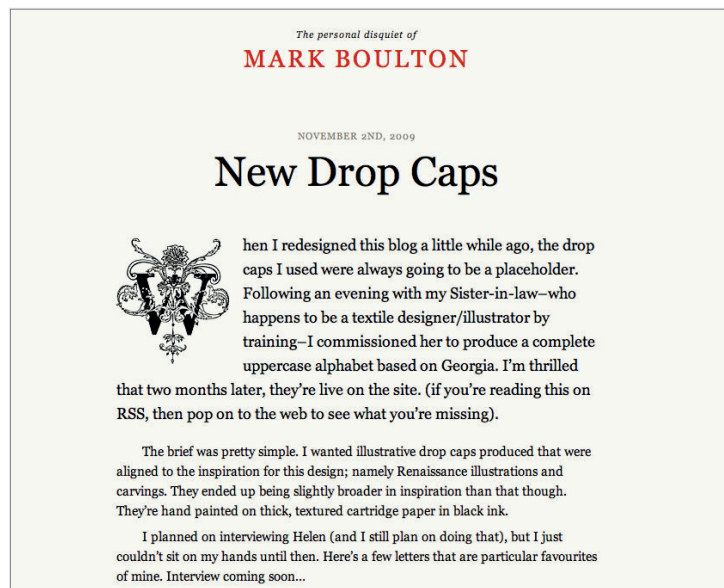 The personal disquiet of
MARK BOULTON
NOVEMBER 2ND, 2009
New Drop Caps
When I redesigned this blog a little while ago, the drop
caps I used were always going to be a placeholder.
Following an evening with my Sister-in-law–who
happens to be a textile designer/illustrator by
training–I commissioned her to produce a complete
uppercase alphabet based on Georgia. I’m thrilled
that two months later, they’re live on the site. (if you’re reading this on
RSS, then pop on to the web to see what you’re missing).
The brief was pretty simple. I wanted illustrative drop caps produced that were
aligned to the inspiration for this design; namely Renaissance illustrations and
carvings. They ended up being slightly broader in inspiration than that though.
They’re hand painted on thick, textured cartridge paper in black ink.
I planned on interviewing Helen (and I still plan on doing that), but I just
couldn’t sit on my hands until then. Here’s a few letters that are particular favourites
of mine. Interview coming soon...